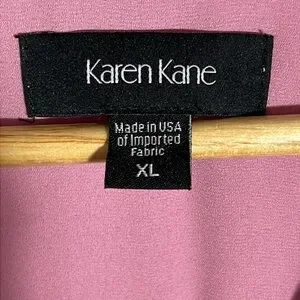 Karen Kane
Made in USA
of Imported
Fabric
XL